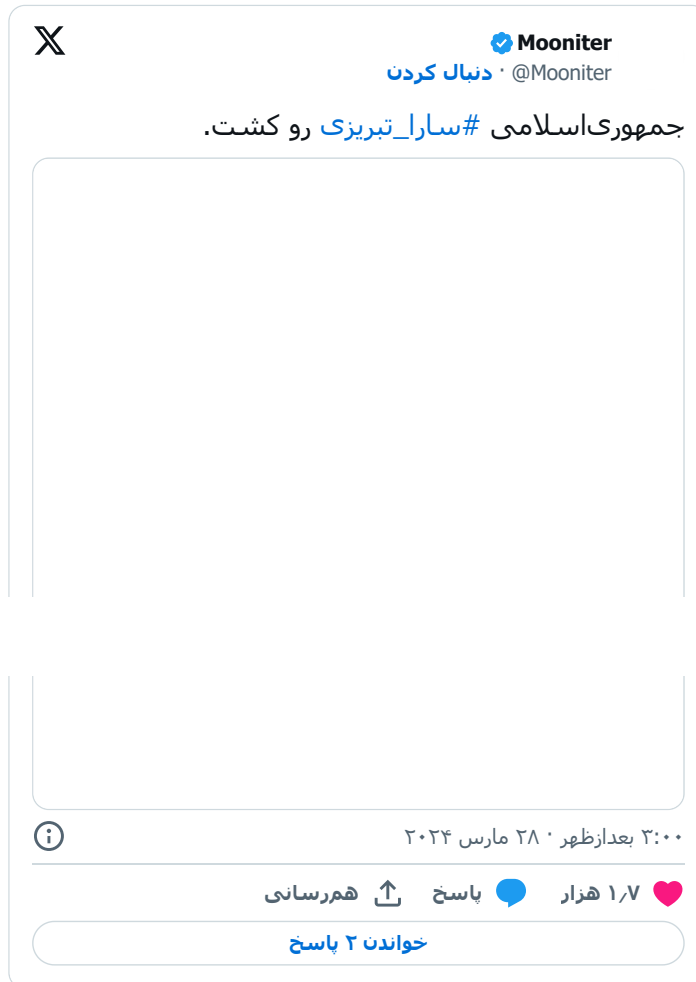 Mooniter
@Mooniter · دنبال کردن
جمهوری‌اسلامی #سارا_تبریزی رو کشت.
۳:۰۰ بعدازظهر · ۲۸ مارس ۲۰۲۴
۱٫۷ هزار پاسخ هم‌رسانی
خواندن ۲ پاسخ